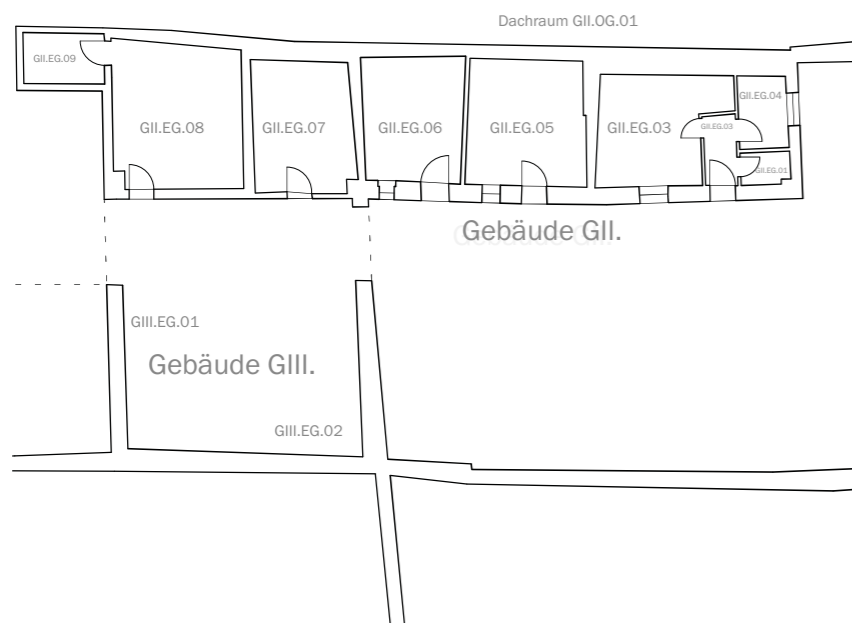 Dachraum GII.OG.01
GII.EG.09
GII.EG.08
GII.EG.07
GII.EG.06
GII.EG.05
GII.EG.03
GII.EG.04
GII.EG.03
GII.EG.01
Gebäude GII.
GIII.EG.01
Gebäude GIII.
GIII.EG.02